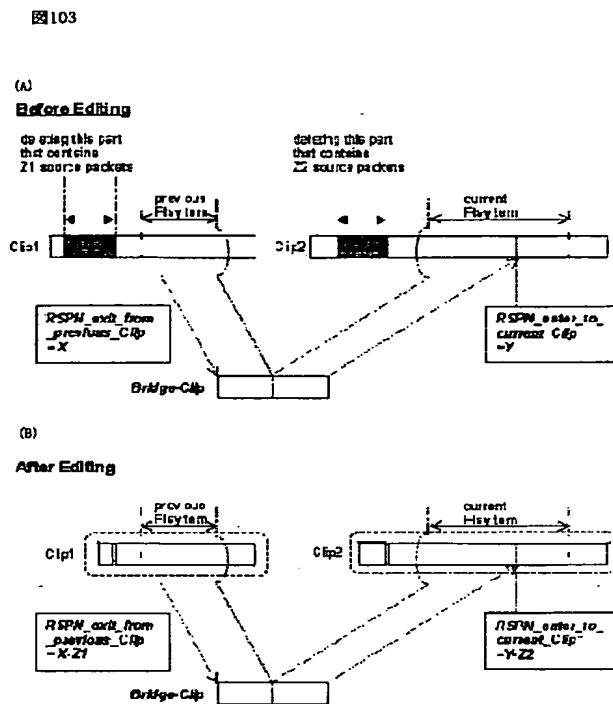 図103
(A)
Before Editing
deleting this part
that contains
Z1 source packets
deleting this part
that contains
Z2 source packets
previous
PlayItem
current
PlayItem
Clip1
Clip2
RSPN_exit_from
_previous_Clip
=X
RSPN_enter_to_
current_Clip
=Y
Bridge-Clip
(B)
After Editing
previous
PlayItem
current
PlayItem
Clip1
Clip2
RSPN_exit_from
_previous_Clip
=X-Z1
RSPN_enter_to_
current_Clip
=Y-Z2
Bridge-Clip